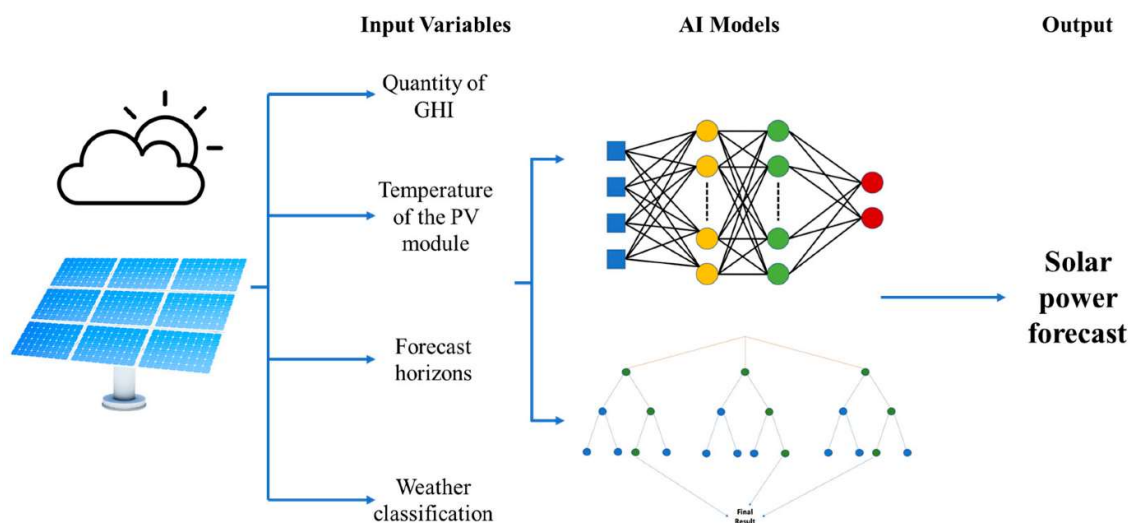 Input Variables
AI Models
Output
Quantity of
GHI
Temperature
of the PV
module
Forecast
horizons
Weather
classification
Solar
power
forecast
Final
Result